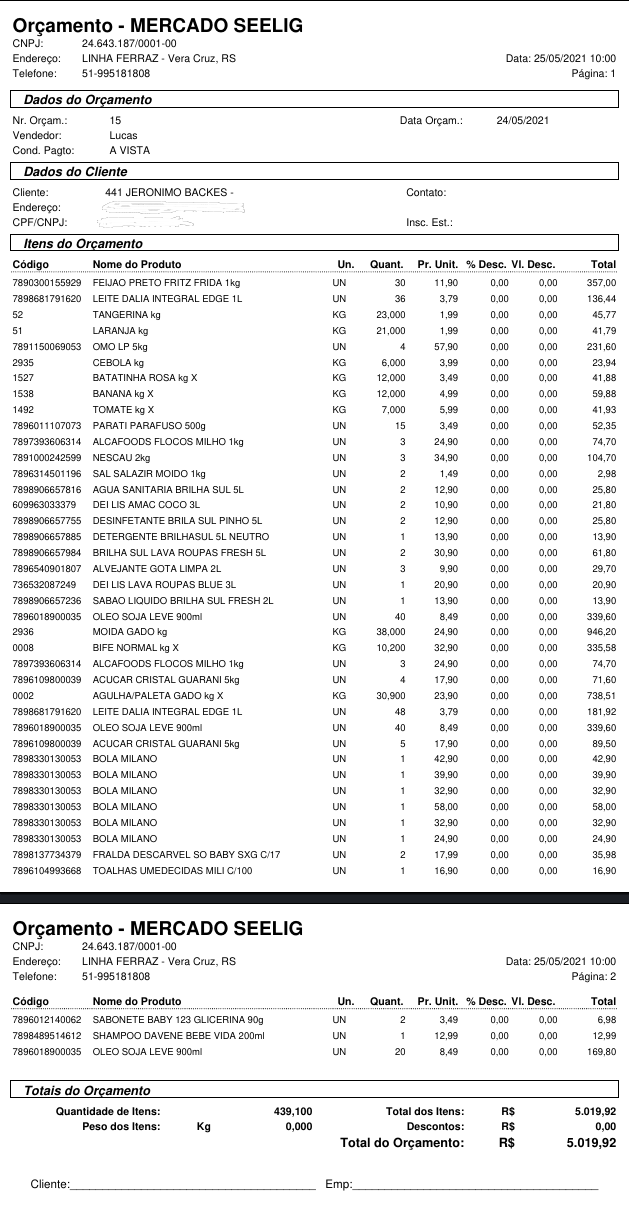 Orçamento - MERCADO SEELIG
CNPJ: 24.643.187/0001-00
Endereço: LINHA FERRAZ - Vera Cruz, RS Data: 25/05/2021 10:00
Telefone: 51-995181808 Página: 1
Dados do Orçamento
Nr. Orçam.: 15 Data Orçam.: 24/05/2021
Vendedor: Lucas
Cond. Pagto: A VISTA
Dados do Cliente
Cliente: 441 JERONIMO BACKES - Contato:
Endereço:
CPF/CNPJ: Insc. Est.:
Itens do Orçamento
Código Nome do Produto Un. Quant. Pr. Unit. % Desc. Vl. Desc. Total
7890300155929 FEIJAO PRETO FRITZ FRIDA 1kg UN 30 11,90 0,00 0,00 357,00
7898681791620 LEITE DALIA INTEGRAL EDGE 1L UN 36 3,79 0,00 0,00 136,44
52 TANGERINA kg KG 23,000 1,99 0,00 0,00 45,77
51 LARANJA kg KG 21,000 1,99 0,00 0,00 41,79
7891150069053 OMO LP 5kg UN 4 57,90 0,00 0,00 231,60
2935 CEBOLA kg KG 6,000 3,99 0,00 0,00 23,94
1527 BATATINHA ROSA kg X KG 12,000 3,49 0,00 0,00 41,88
1538 BANANA kg X KG 12,000 4,99 0,00 0,00 59,88
1492 TOMATE kg X KG 7,000 5,99 0,00 0,00 41,93
7896011107073 PARATI PARAFUSO 500g UN 15 3,49 0,00 0,00 52,35
7897393606314 ALCAFOODS FLOCOS MILHO 1kg UN 3 24,90 0,00 0,00 74,70
7891000242599 NESCAU 2kg UN 3 34,90 0,00 0,00 104,70
7896314501196 SAL SALAZIR MOIDO 1kg UN 2 1,49 0,00 0,00 2,98
7898906657816 AGUA SANITARIA BRILHA SUL 5L UN 2 12,90 0,00 0,00 25,80
609963033379 DEI LIS AMAC COCO 3L UN 2 10,90 0,00 0,00 21,80
7898906657755 DESINFETANTE BRILA SUL PINHO 5L UN 2 12,90 0,00 0,00 25,80
7898906657885 DETERGENTE BRILHASUL 5L NEUTRO UN 1 13,90 0,00 0,00 13,90
7898906657984 BRILHA SUL LAVA ROUPAS FRESH 5L UN 2 30,90 0,00 0,00 61,80
7896540901807 ALVEJANTE GOTA LIMPA 2L UN 3 9,90 0,00 0,00 29,70
736532087249 DEI LIS LAVA ROUPAS BLUE 3L UN 1 20,90 0,00 0,00 20,90
7898906657236 SABAO LIQUIDO BRILHA SUL FRESH 2L UN 1 13,90 0,00 0,00 13,90
7896018900035 OLEO SOJA LEVE 900ml UN 40 8,49 0,00 0,00 339,60
2936 MOIDA GADO kg KG 38,000 24,90 0,00 0,00 946,20
0008 BIFE NORMAL kg X KG 10,200 32,90 0,00 0,00 335,58
7897393606314 ALCAFOODS FLOCOS MILHO 1kg UN 3 24,90 0,00 0,00 74,70
7896109800039 ACUCAR CRISTAL GUARANI 5kg UN 4 17,90 0,00 0,00 71,60
0002 AGULHA/PALETA GADO kg X KG 30,900 23,90 0,00 0,00 738,51
7898681791620 LEITE DALIA INTEGRAL EDGE 1L UN 48 3,79 0,00 0,00 181,92
7896018900035 OLEO SOJA LEVE 900ml UN 40 8,49 0,00 0,00 339,60
7896109800039 ACUCAR CRISTAL GUARANI 5kg UN 5 17,90 0,00 0,00 89,50
7898330130053 BOLA MILANO UN 1 42,90 0,00 0,00 42,90
7898330130053 BOLA MILANO UN 1 39,90 0,00 0,00 39,90
7898330130053 BOLA MILANO UN 1 32,90 0,00 0,00 32,90
7898330130053 BOLA MILANO UN 1 58,00 0,00 0,00 58,00
7898330130053 BOLA MILANO UN 1 32,90 0,00 0,00 32,90
7898330130053 BOLA MILANO UN 1 24,90 0,00 0,00 24,90
7898137734379 FRALDA DESCARVEL SO BABY SXG C/17 UN 2 17,99 0,00 0,00 35,98
7896104993668 TOALHAS UMEDECIDAS MILI C/100 UN 1 16,90 0,00 0,00 16,90
Orçamento - MERCADO SEELIG
CNPJ: 24.643.187/0001-00
Endereço: LINHA FERRAZ - Vera Cruz, RS Data: 25/05/2021 10:00
Telefone: 51-995181808 Página: 2
Código Nome do Produto Un. Quant. Pr. Unit. % Desc. Vl. Desc. Total
7896012140062 SABONETE BABY 123 GLICERINA 90g UN 2 3,49 0,00 0,00 6,98
7898489514612 SHAMPOO DAVENE BEBE VIDA 200ml UN 1 12,99 0,00 0,00 12,99
7896018900035 OLEO SOJA LEVE 900ml UN 20 8,49 0,00 0,00 169,80
Totais do Orçamento
Quantidade de Itens: 439,100 Total dos Itens: R$ 5.019,92
Peso dos Itens: Kg 0,000 Descontos: R$ 0,00
Total do Orçamento: R$ 5.019,92
Cliente: Emp: